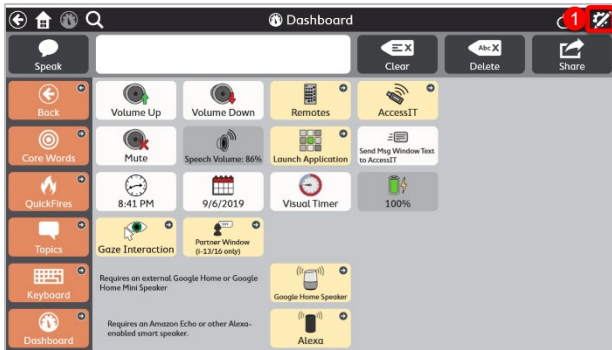 Dashboard
1
Speak
Clear
Abc
Delete
Share
Back
Volume Up
Volume Down
Remotes
AccessIT
Core Words
Mute
Speech Volume: 86%
Launch Application
Send Msg Window Text
to AccessIT
QuickFires
8:41 PM
9/6/2019
Visual Timer
100%
Topics
Gaze Interaction
Partner Window
(i-13/16 only)
Keyboard
Requires an external Google Home or Google
Home Mini Speaker
Google Home Speaker
Dashboard
Requires an Amazon Echo or other Alexa-
enabled smart speaker.
Alexa